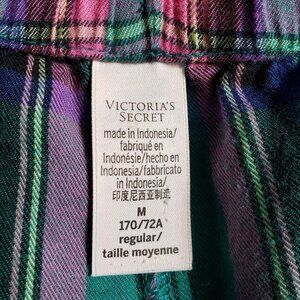 VICTORIA'S
SECRET
made in Indonesia/
fabriqué en
Indonésie/hecho en
Indonesia/fabbricato
in Indonesia/
印度尼西亚制造
M
170/72A
regular/
taille moyenne